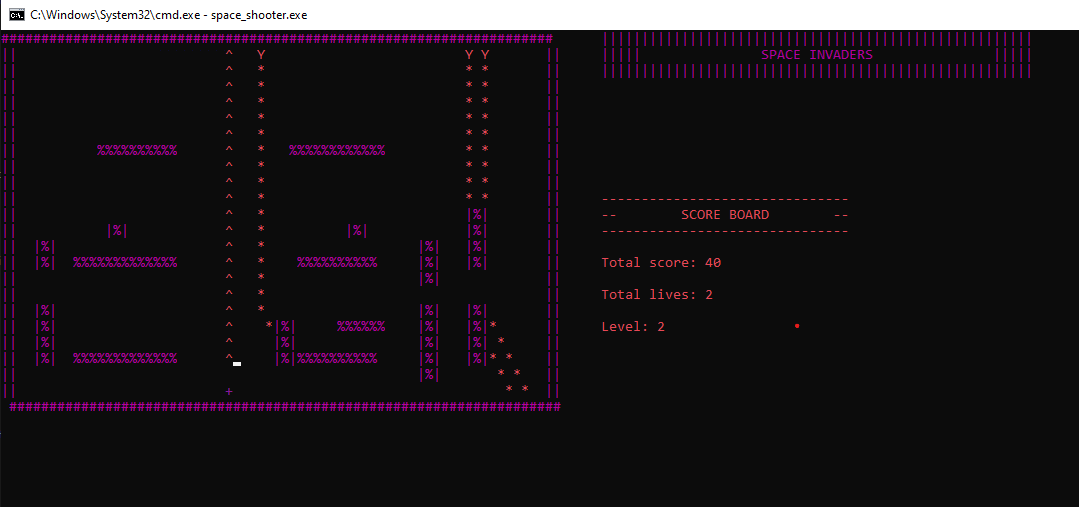 C:\Windows\System32\cmd.exe - space_shooter.exe
SPACE INVADERS
SCORE BOARD
Total score: 40
Total lives: 2
Level: 2